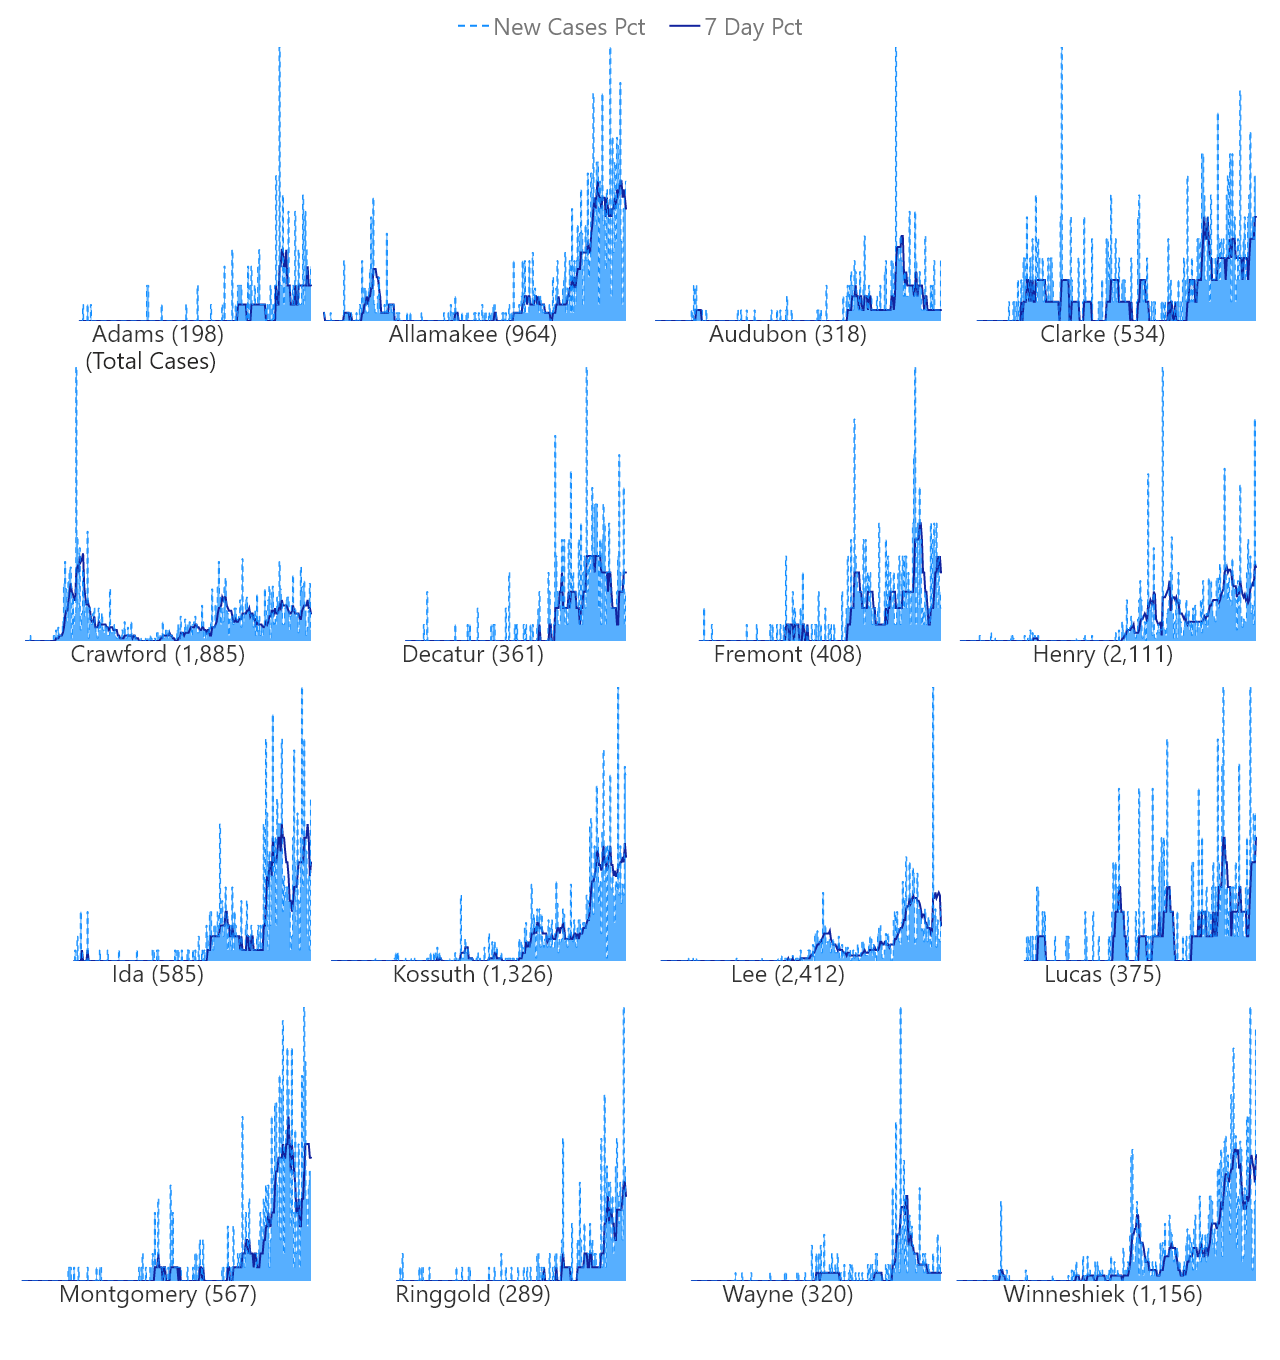 New Cases Pct 7 Day Pct
Adams (198) Allamakee (964) Audubon (318) Clarke (534)
(Total Cases)
Crawford (1,885) Decatur (361) Fremont (408) Henry (2,111)
Ida (585) Kossuth (1,326) Lee (2,412) Lucas (375)
Montgomery (567) Ringgold (289) Wayne (320) Winneshiek (1,156)